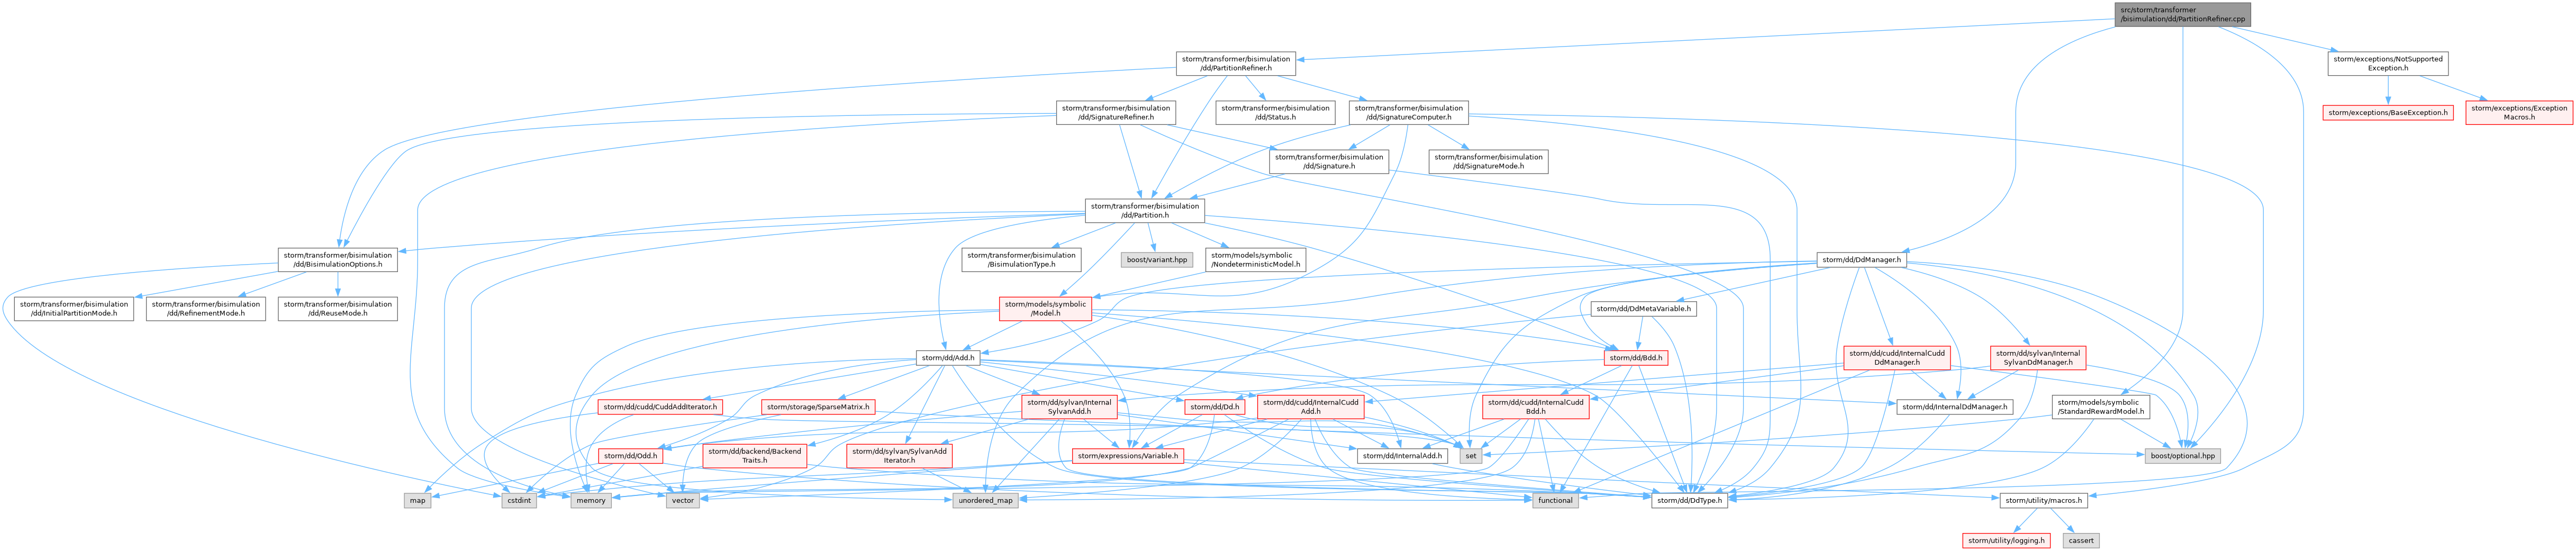 src/storm/transformer
/bisimulation/dd/PartitionRefiner.cpp
storm/transformer/bisimulation
/dd/PartitionRefiner.h
storm/exceptions/NotSupported
Exception.h
storm/transformer/bisimulation
/dd/SignatureRefiner.h
storm/transformer/bisimulation
/dd/Status.h
storm/transformer/bisimulation
/dd/SignatureComputer.h
storm/exceptions/BaseException.h
storm/exceptions/Exception
Macros.h
storm/transformer/bisimulation
/dd/Signature.h
storm/transformer/bisimulation
/dd/SignatureMode.h
storm/transformer/bisimulation
/dd/Partition.h
storm/transformer/bisimulation
/dd/BisimulationOptions.h
storm/transformer/bisimulation
/BisimulationType.h
boost/variant.hpp
storm/models/symbolic
/NondeterministicModel.h
storm/dd/DdManager.h
storm/transformer/bisimulation
/dd/InitialPartitionMode.h
storm/transformer/bisimulation
/dd/RefinementMode.h
storm/transformer/bisimulation
/dd/ReuseMode.h
storm/models/symbolic
/Model.h
storm/dd/DdMetaVariable.h
storm/dd/Add.h
storm/dd/Bdd.h
storm/dd/cudd/InternalCudd
DdManager.h
storm/dd/sylvan/Internal
SylvanDdManager.h
storm/dd/cudd/CuddAddIterator.h
storm/storage/SparseMatrix.h
storm/dd/sylvan/Internal
SylvanAdd.h
storm/dd/Dd.h
storm/dd/cudd/InternalCudd
Add.h
storm/dd/cudd/InternalCudd
Bdd.h
storm/dd/InternalDdManager.h
storm/models/symbolic
/StandardRewardModel.h
storm/dd/Odd.h
storm/dd/backend/Backend
Traits.h
storm/dd/sylvan/SylvanAdd
Iterator.h
storm/expressions/Variable.h
storm/dd/InternalAdd.h
set
boost/optional.hpp
map
cstdint
memory
vector
unordered_map
functional
storm/dd/DdType.h
storm/utility/macros.h
storm/utility/logging.h
cassert